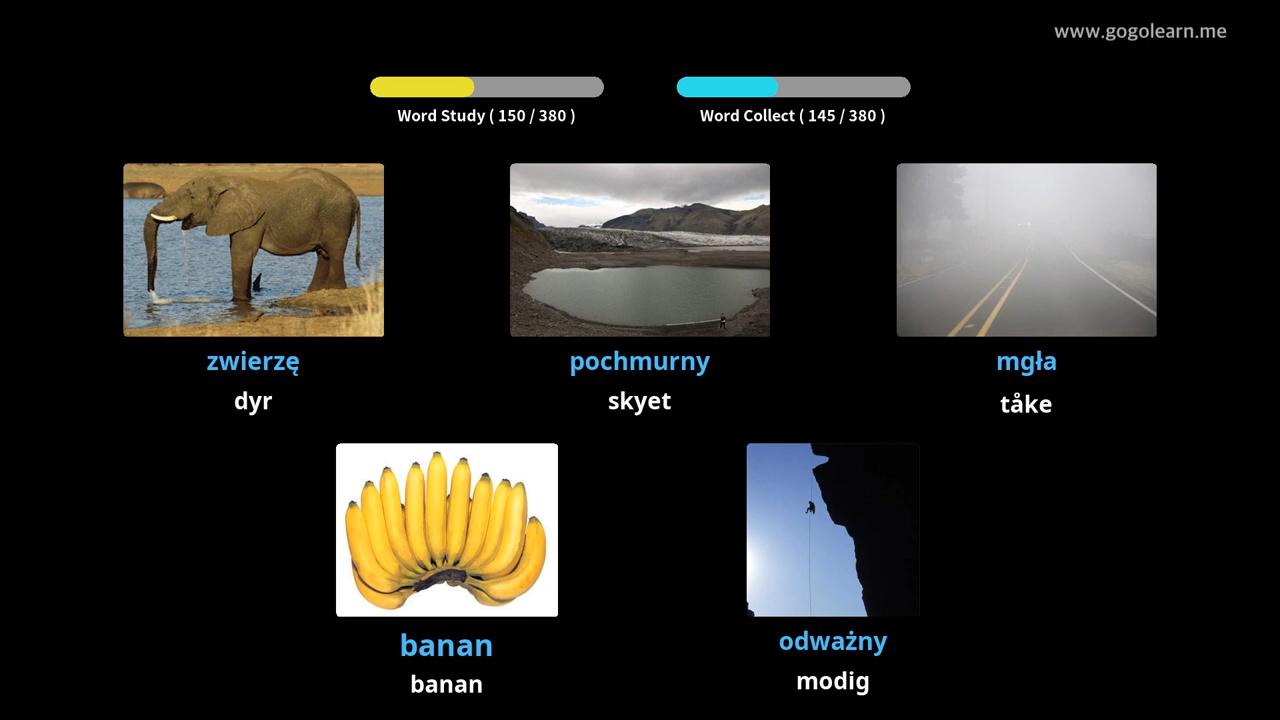 www.gogolearn.me
Word Study ( 150 / 380 )
Word Collect ( 145 / 380 )
zwierzę
dyr
pochmurny
skyet
mgła
tåke
banan
banan
odważny
modig